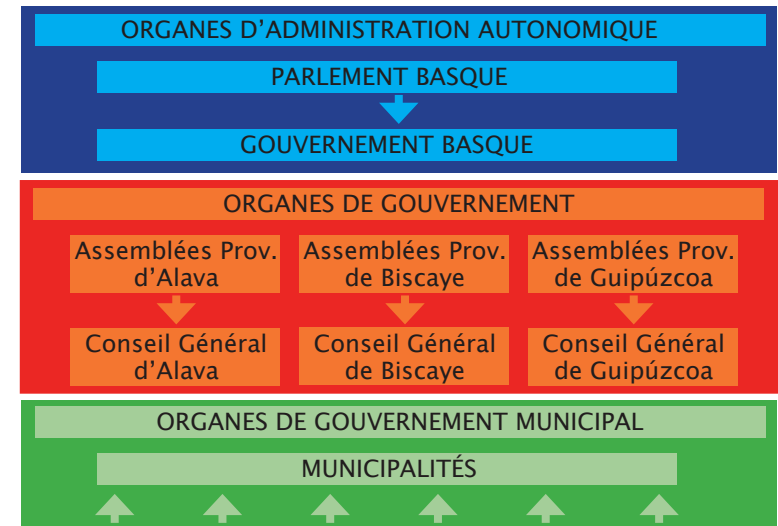 ORGANES D'ADMINISTRATION AUTONOMIQUE
PARLEMENT BASQUE
GOUVERNEMENT BASQUE
ORGANES DE GOUVERNEMENT
Assemblées Prov.
d'Alava
Assemblées Prov.
de Biscaye
Assemblées Prov.
de Guipúzcoa
Conseil Général
d'Alava
Conseil Général
de Biscaye
Conseil Général
de Guipúzcoa
ORGANES DE GOUVERNEMENT MUNICIPAL
MUNICIPALITÉS